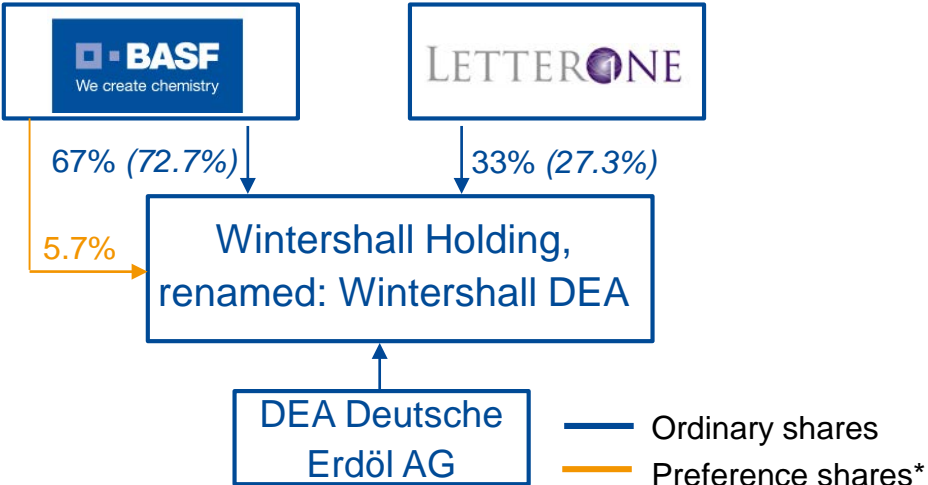 BASF
We create chemistry
LETTERONE
67% (72.7%)
33% (27.3%)
5.7%
Wintershall Holding,
renamed: Wintershall DEA
DEA Deutsche
Erdöl AG
Ordinary shares
Preference shares*